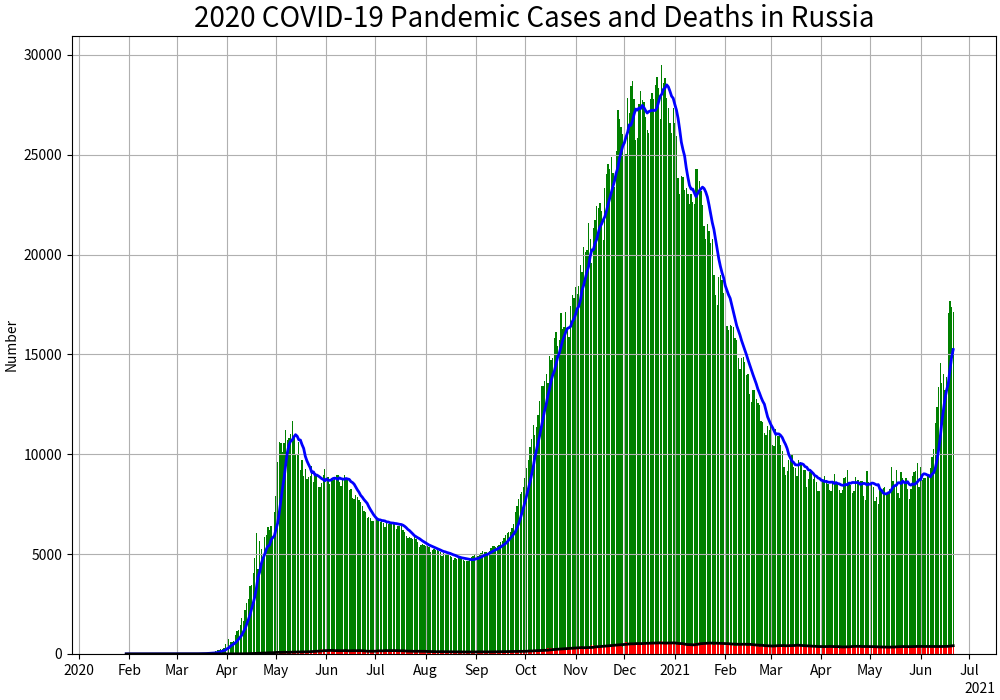 2020 COVID-19 Pandemic Cases and Deaths in Russia
Number
30000
25000
20000
15000
10000
5000
0
2020 Feb Mar Apr May Jun Jul Aug Sep Oct Nov Dec 2021 Feb Mar Apr May Jun Jul
2021